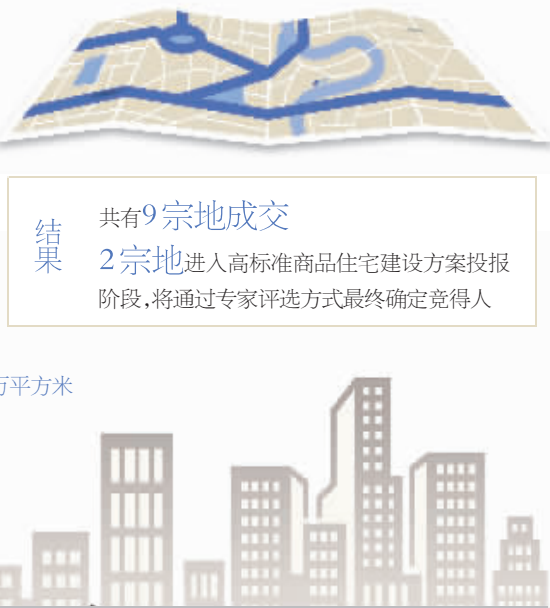 结果
共有9宗地成交
2宗地进入高标准商品住宅建设方案投报
阶段,将通过专家评选方式最终确定竞得人
万平方米